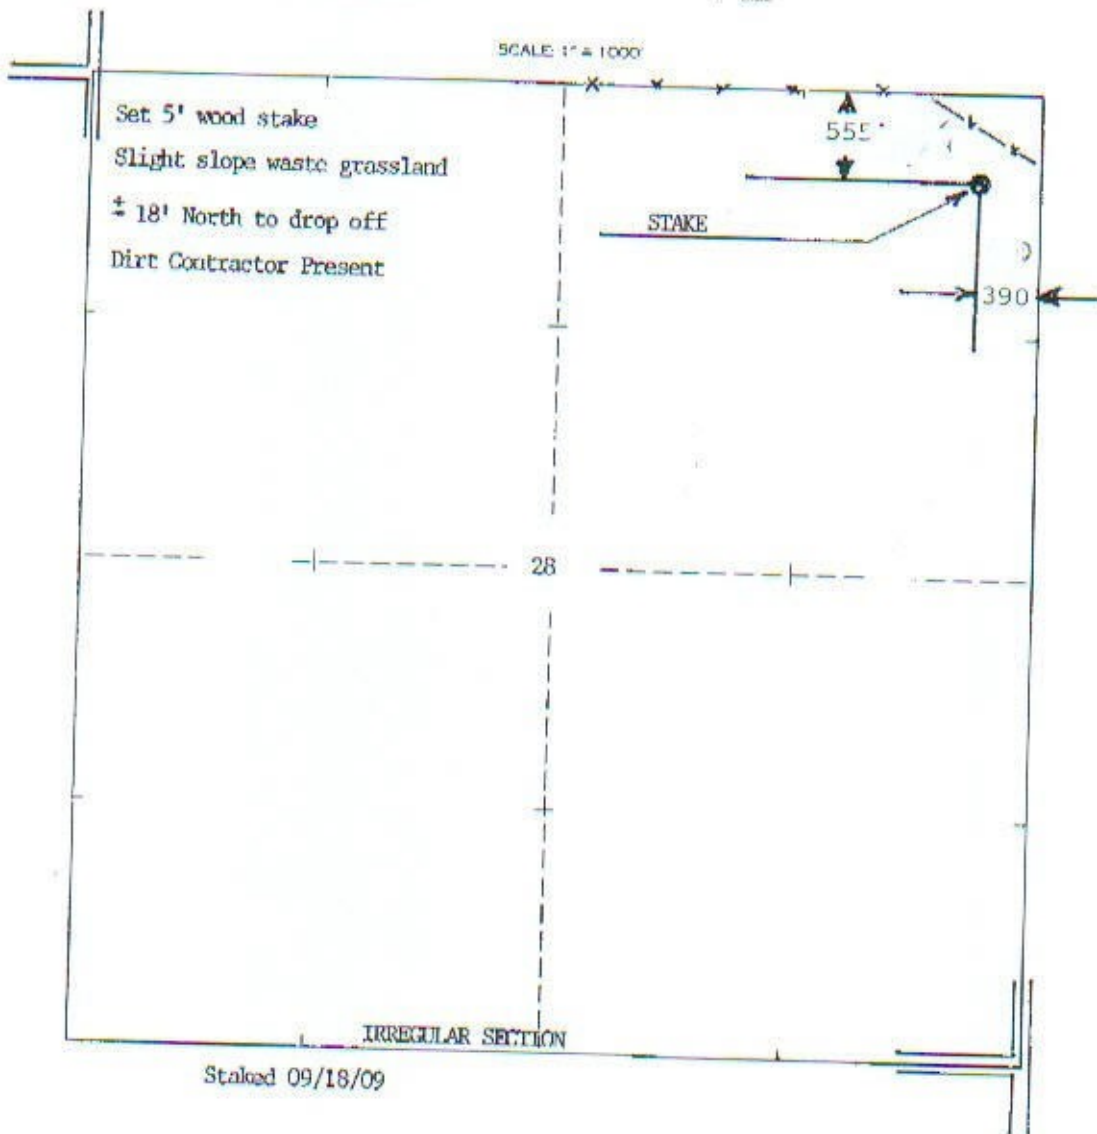 SCALE: 1" = 1000'
Set 5' wood stake
Slight slope waste grassland
± 18' North to drop off
Dirt Contractor Present
555'
STAKE
390
28
IRREGULAR SECTION
Staked 09/18/09